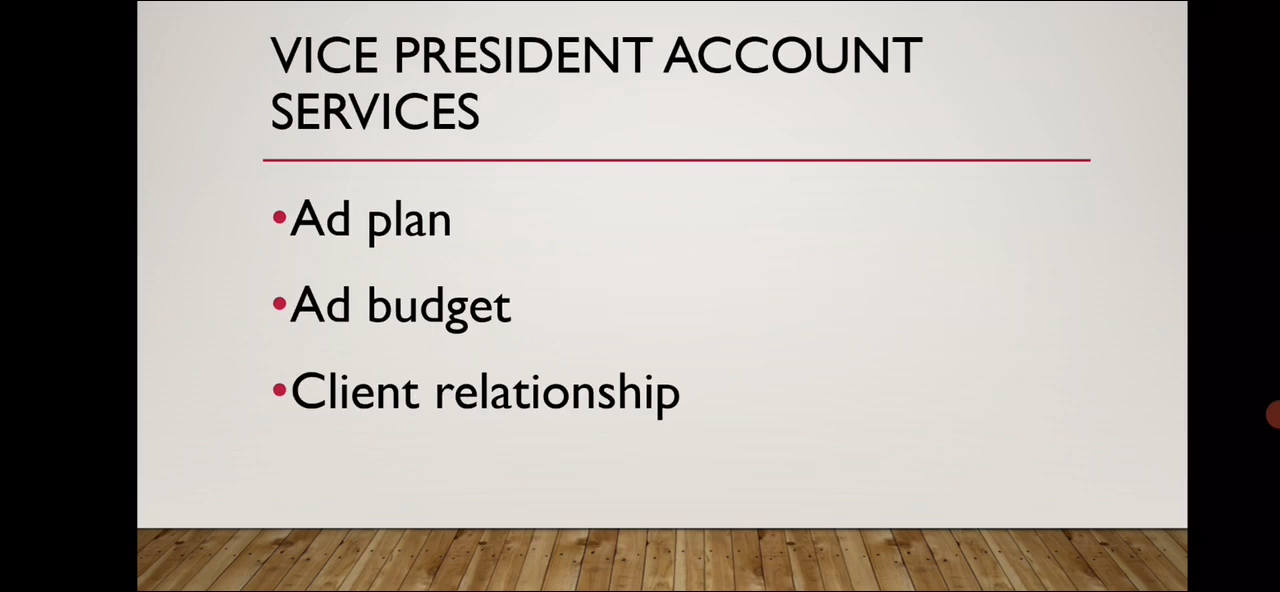 VICE PRESIDENT ACCOUNT
SERVICES
•Ad plan
•Ad budget
•Client relationship